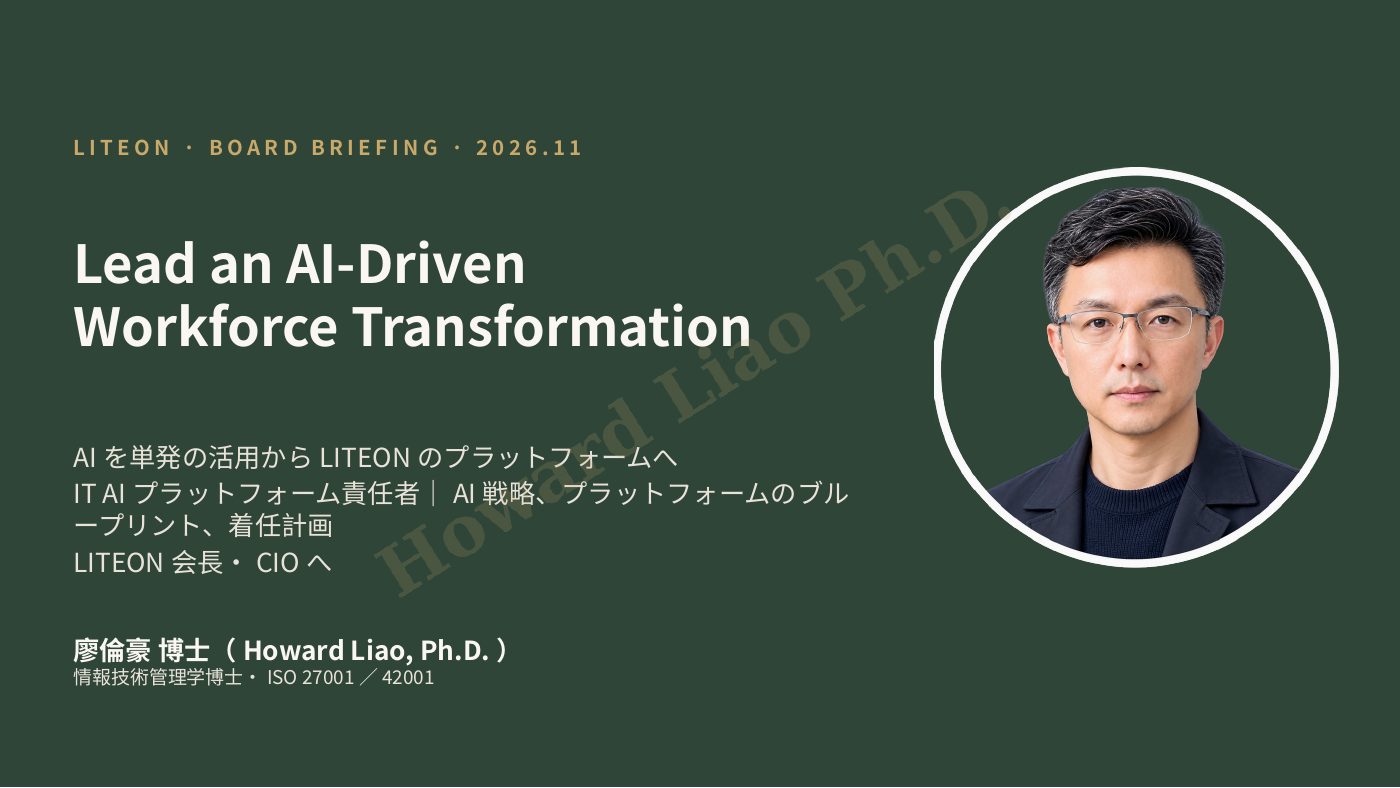 LITEON · BOARD BRIEFING · 2026.11
Lead an AI-Driven
Workforce Transformation
AI を単発の活用から LITEON のプラットフォームへ
IT AI プラットフォーム責任者｜ AI 戦略、プラットフォームのブル
ープリント、着任計画
LITEON 会長・ CIO へ
廖倫豪 博士（ Howard Liao, Ph.D. ）
情報技術管理学博士・ ISO 27001 ／ 42001
Howard Liao Ph.D.